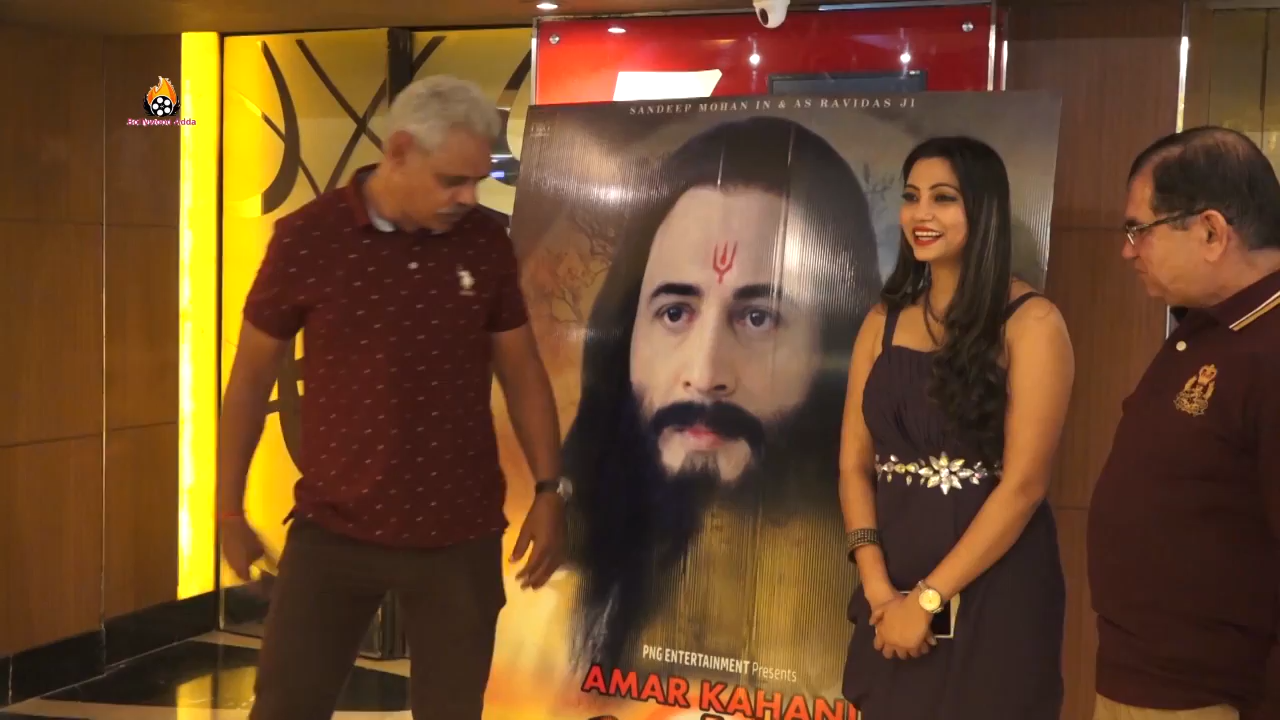 SANDEEP MOHAN IN & AS RAVIDAS JI
PNG ENTERTAINMENT Presents
AMAR KAHANI